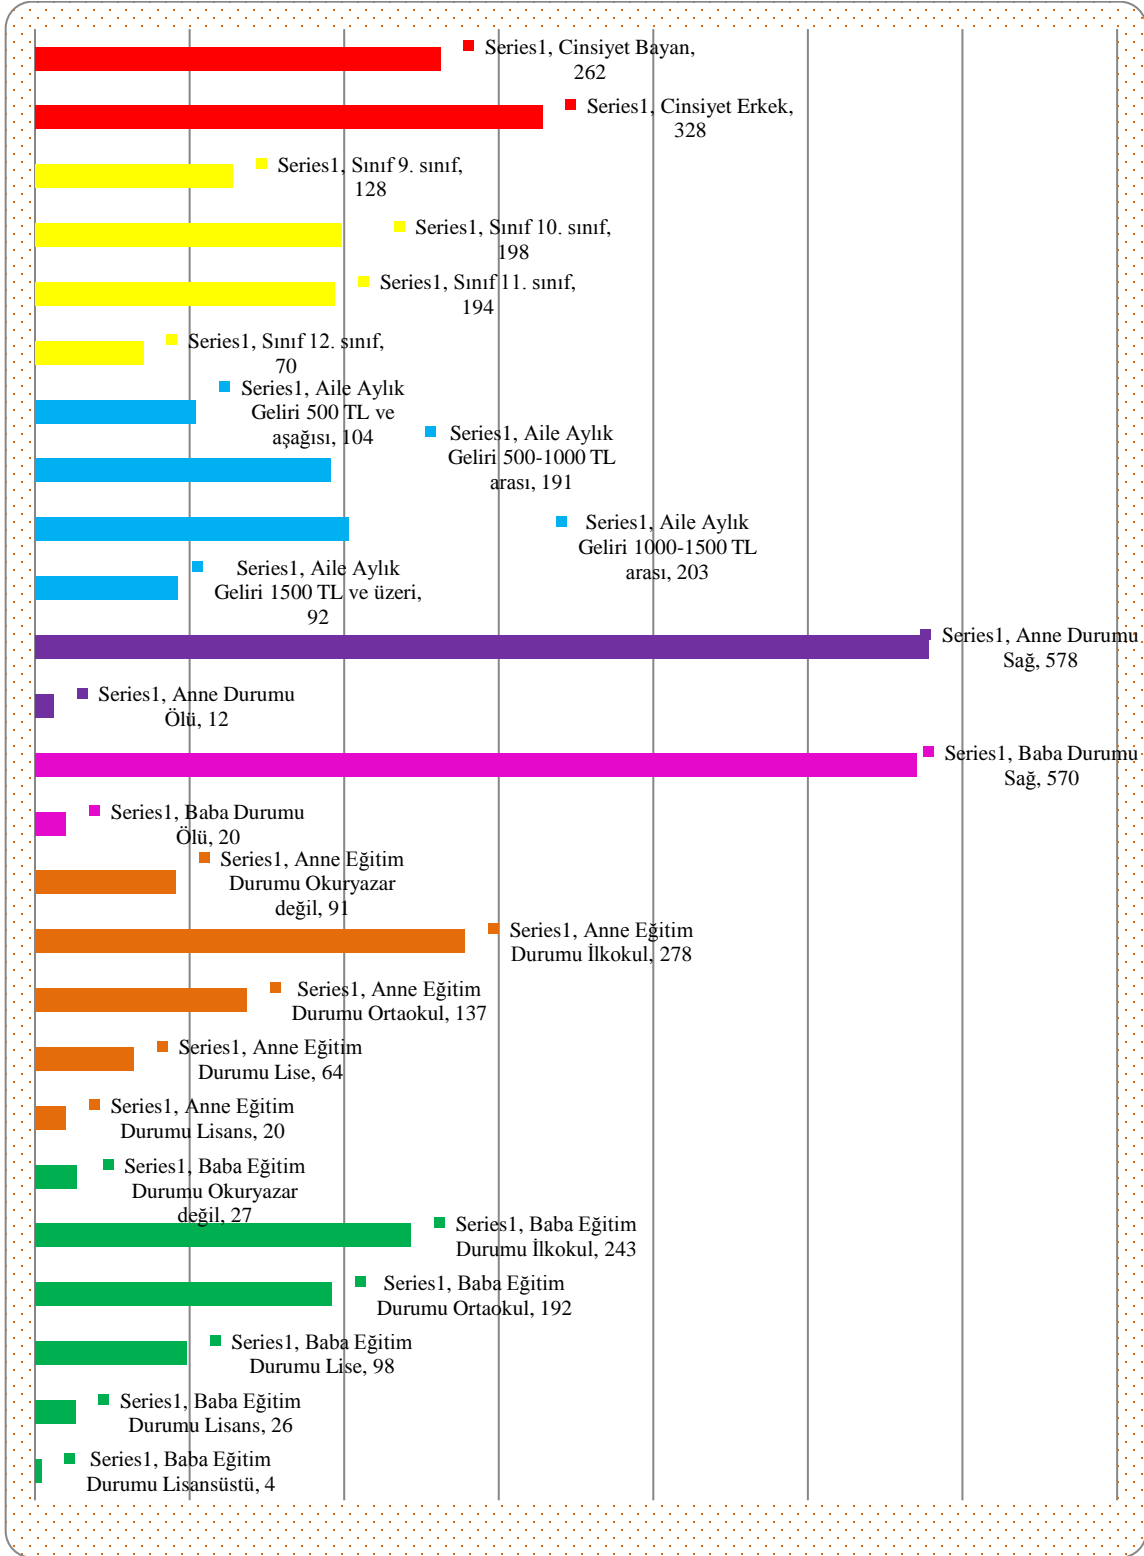 Series1, Cinsiyet Bayan,
262
Series1, Cinsiyet Erkek,
328
Series1, Sınıf 9. sınıf,
128
Series1, Sınıf 10. sınıf,
198
Series1, Sınıf 11. sınıf,
194
Series1, Sınıf 12. sınıf,
70
Series1, Aile Aylık
Geliri 500 TL ve
aşağısı, 104
Series1, Aile Aylık
Geliri 500-1000 TL
arası, 191
Series1, Aile Aylık
Geliri 1000-1500 TL
arası, 203
Series1, Aile Aylık
Geliri 1500 TL ve üzeri,
92
Series1, Anne Durumu
Sağ, 578
Series1, Anne Durumu
Ölü, 12
Series1, Baba Durumu
Sağ, 570
Series1, Baba Durumu
Ölü, 20
Series1, Anne Eğitim
Durumu Okuryazar
değil, 91
Series1, Anne Eğitim
Durumu İlkokul, 278
Series1, Anne Eğitim
Durumu Ortaokul, 137
Series1, Anne Eğitim
Durumu Lise, 64
Series1, Anne Eğitim
Durumu Lisans, 20
Series1, Baba Eğitim
Durumu Okuryazar
değil, 27
Series1, Baba Eğitim
Durumu İlkokul, 243
Series1, Baba Eğitim
Durumu Ortaokul, 192
Series1, Baba Eğitim
Durumu Lise, 98
Series1, Baba Eğitim
Durumu Lisans, 26
Series1, Baba Eğitim
Durumu Lisansüstü, 4